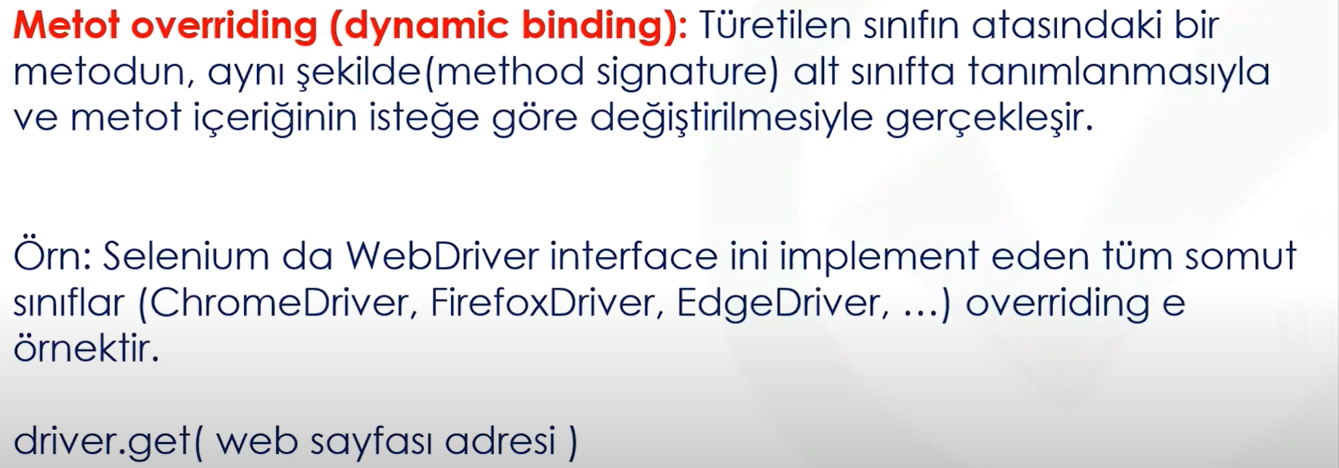 Metot overriding (dynamic binding): Türetilen sınıfın atasındaki bir
metodun, aynı şekilde(method signature) alt sınıfta tanımlanmasıyla
ve metot içeriğinin isteğe göre değiştirilmesiyle gerçekleşir.
Örn: Selenium da WebDriver interface ini implement eden tüm somut
sınıflar (ChromeDriver, FirefoxDriver, EdgeDriver, ...) overriding e
örnektir.
driver.get( web sayfası adresi )